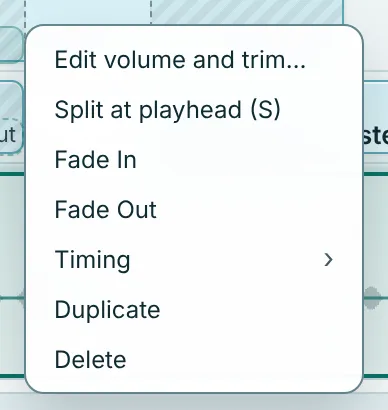 Edit volume and trim...
Split at playhead (S)
Fade In
Fade Out
Timing
Duplicate
Delete